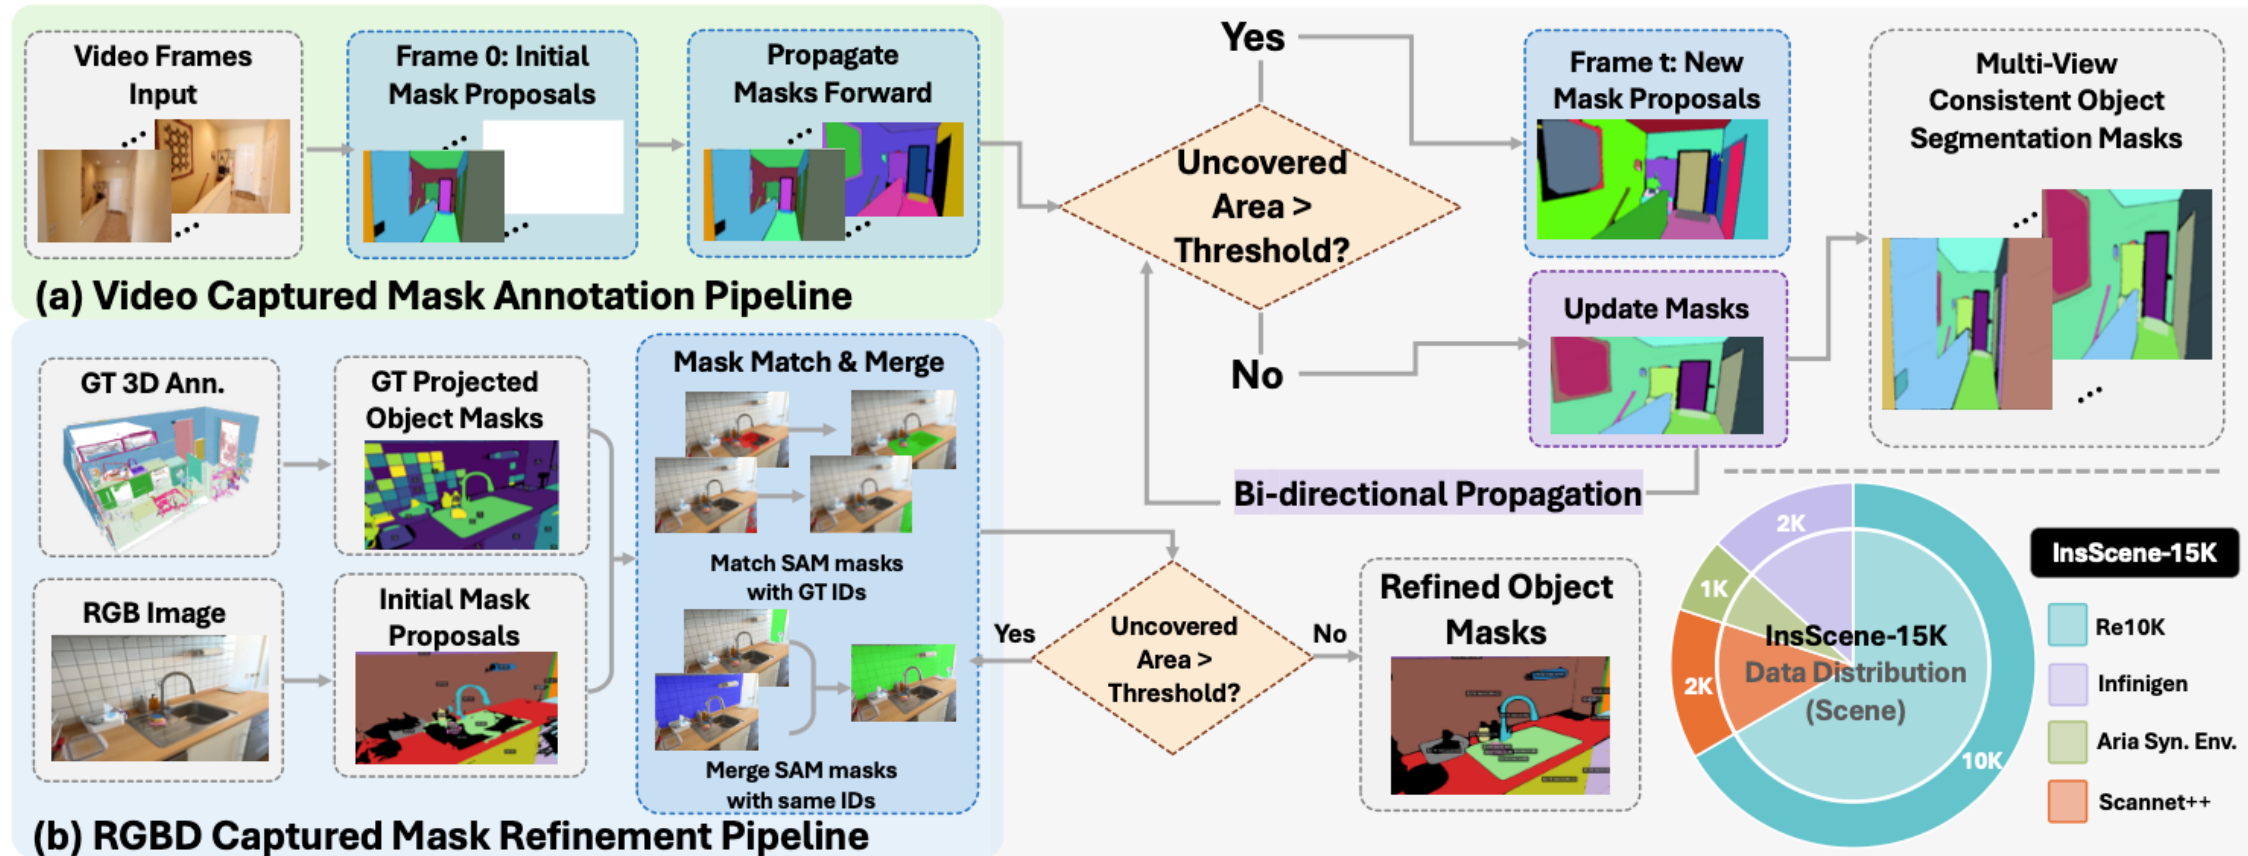 Video Frames
Input
Frame 0: Initial
Mask Proposals
Propagate
Masks Forward
(a) Video Captured Mask Annotation Pipeline
Yes
Uncovered
Area >
Threshold?
No
Frame t: New
Mask Proposals
Update Masks
Bi-directional Propagation
Multi-View
Consistent Object
Segmentation Masks
GT 3D Ann.
GT Projected
Object Masks
RGB Image
Initial Mask
Proposals
Mask Match & Merge
Match SAM masks
with GT IDs
Merge SAM masks
with same IDs
(b) RGBD Captured Mask Refinement Pipeline
Yes
Uncovered
Area >
Threshold?
No
Refined Object
Masks
2K
1K
2K
10K
InsScene-15K
Data Distribution
(Scene)
InsScene-15K
Re10K
Infinigen
Aria Syn. Env.
Scannet++